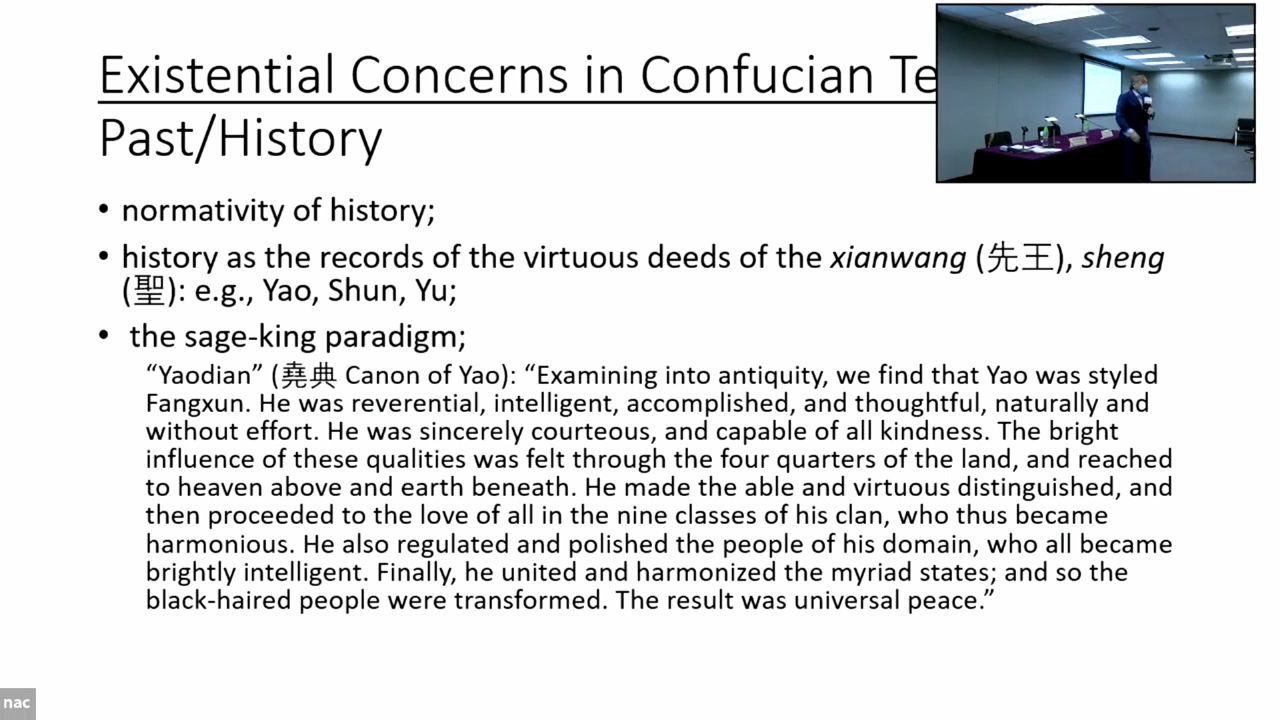 Existential Concerns in Confucian Te
Past/History
• normativity of history;
• history as the records of the virtuous deeds of the xianwang (先王), sheng
(聖): e.g., Yao, Shun, Yu;
• the sage-king paradigm;
“Yaodian” (堯典 Canon of Yao): “Examining into antiquity, we find that Yao was styled
Fangxun. He was reverential, intelligent, accomplished, and thoughtful, naturally and
without effort. He was sincerely courteous, and capable of all kindness. The bright
influence of these qualities was felt through the four quarters of the land, and reached
to heaven above and earth beneath. He made the able and virtuous distinguished, and
then proceeded to the love of all in the nine classes of his clan, who thus became
harmonious. He also regulated and polished the people of his domain, who all became
brightly intelligent. Finally, he united and harmonized the myriad states; and so the
black-haired people were transformed. The result was universal peace.”
nac